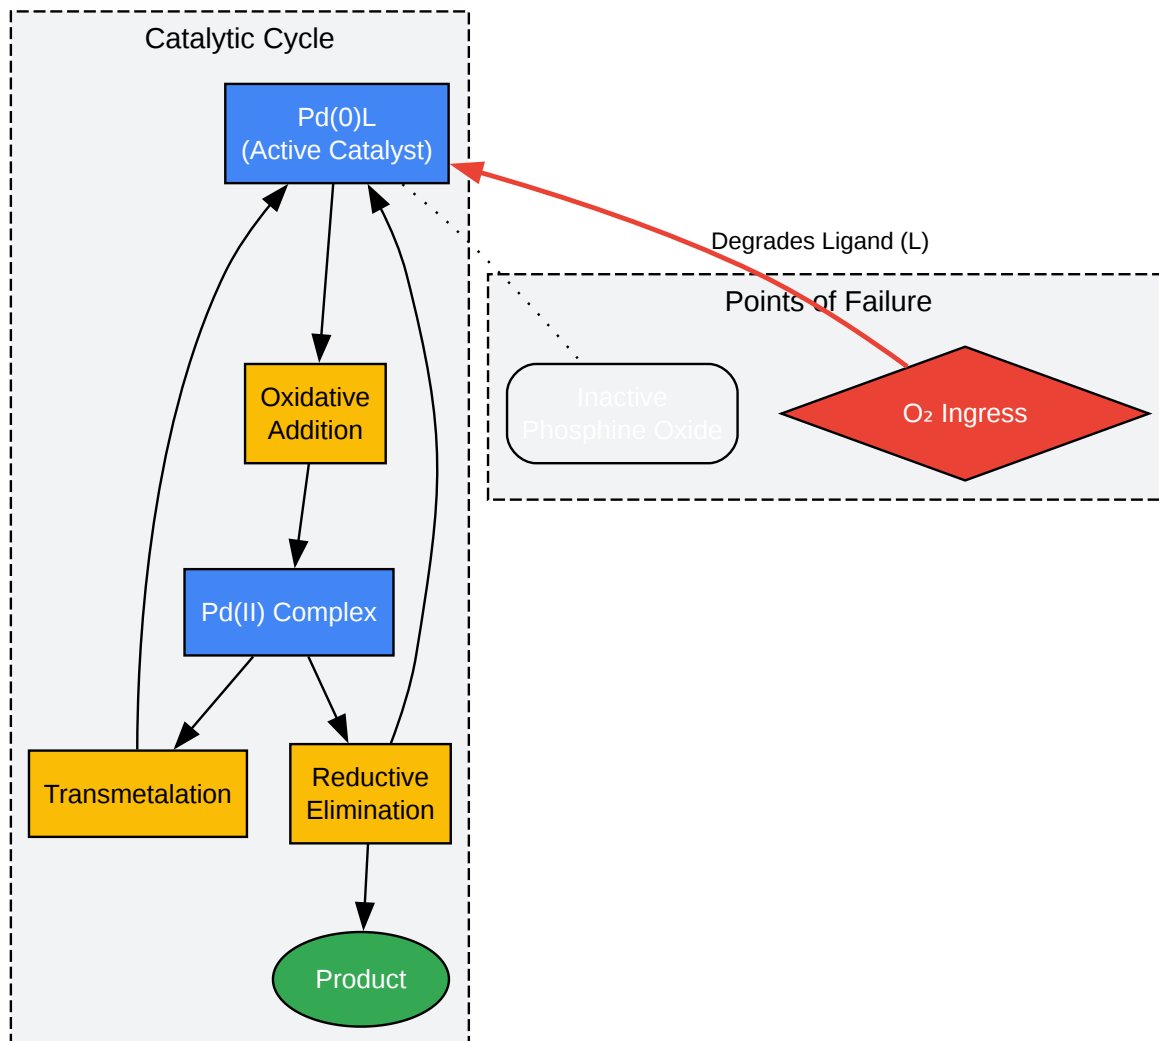 Catalytic Cycle
Pd(0)L
(Active Catalyst)
Degrades Ligand (L)
Points of Failure
Oxidative
Addition
Inactive
Phosphine Oxide
O₂ Ingress
Pd(II) Complex
Transmetalation
Reductive
Elimination
Product